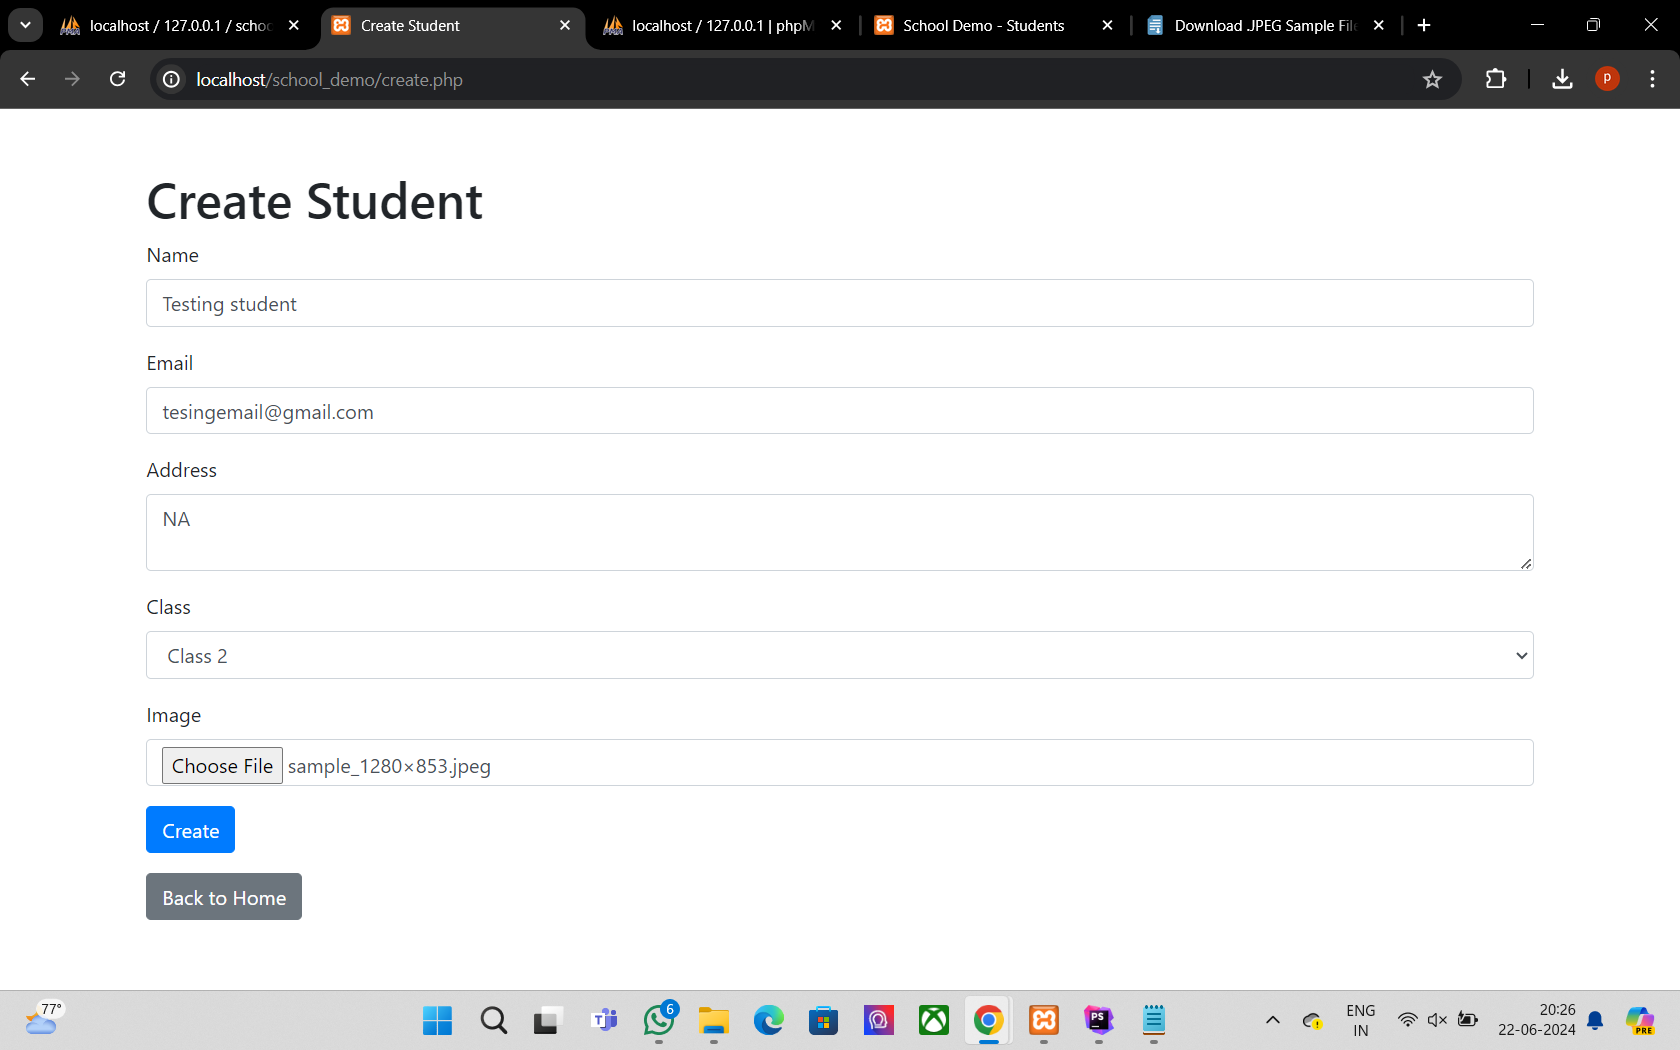 localhost / 127.0.0.1 / schoo
Create Student
localhost / 127.0.0.1 | phpM
School Demo - Students
Download .JPEG Sample File
localhost/school_demo/create.php
P
Create Student
Name
Testing student
Email
tesingemail@gmail.com
Address
NA
Class
Class 2
Image
Choose File sample_1280×853.jpeg
Create
Back to Home
77°
6
PS
ENG
IN
20:26
22-06-2024
PRE